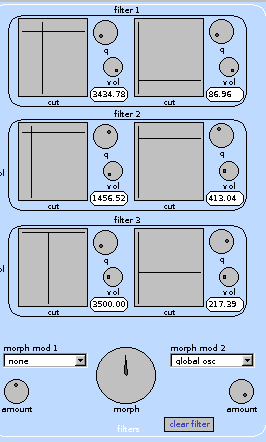 filter 1
q
vol
3434.78
cut
q
vol
86.96
cut
filter 2
q
vol
1456.52
cut
q
vol
413.04
cut
filter 3
q
vol
3500.00
cut
q
vol
217.39
cut
morph mod 1
none
amount
morph
morph mod 2
global osc
amount
clear filter
filters